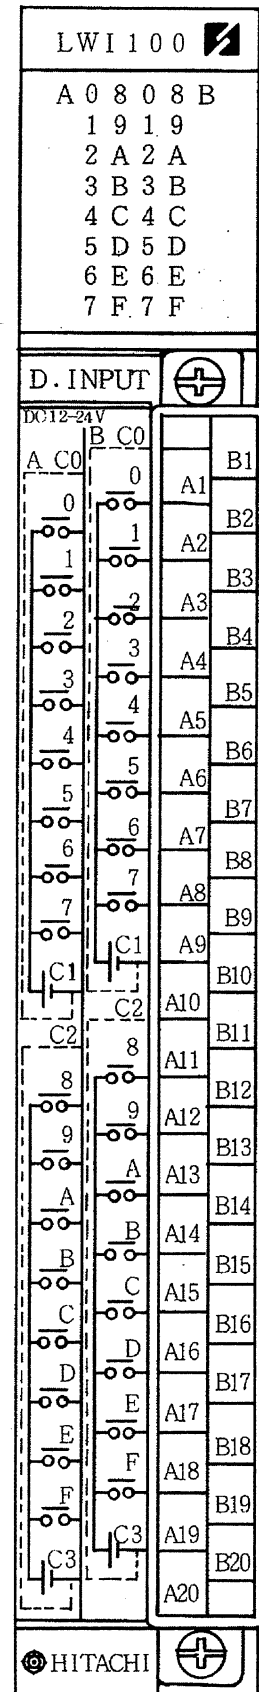 LWI100
A 0 8 0 8 B
1 9 1 9
2 A 2 A
3 B 3 B
4 C 4 C
5 D 5 D
6 E 6 E
7 F 7 F
D.INPUT
DC12-24V
A C0
0
1
2
3
4
5
6
7
C1
C2
8
9
A
B
C
D
E
F
C3
B C0
0
1
2
3
4
5
6
7
C1
C2
8
9
A
B
C
D
E
F
C3
A1
A2
A3
A4
A5
A6
A7
A8
A9
A10
A11
A12
A13
A14
A15
A16
A17
A18
A19
A20
B1
B2
B3
B4
B5
B6
B7
B8
B9
B10
B11
B12
B13
B14
B15
B16
B17
B18
B19
B20
HITACHI